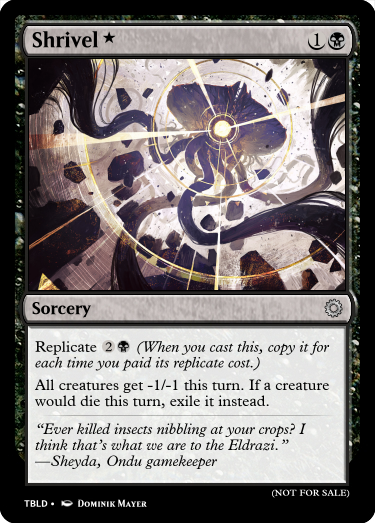 Shrivel ★ 1
Sorcery
Replicate 2 (When you cast this, copy it for
each time you paid its replicate cost.)
All creatures get -1/-1 this turn. If a creature
would die this turn, exile it instead.
“Ever killed insects nibbling at your crops? I
think that’s what we are to the Eldrazi.”
—Sheyda, Ondu gamekeeper
(NOT FOR SALE)
TBLD • Dominik Mayer